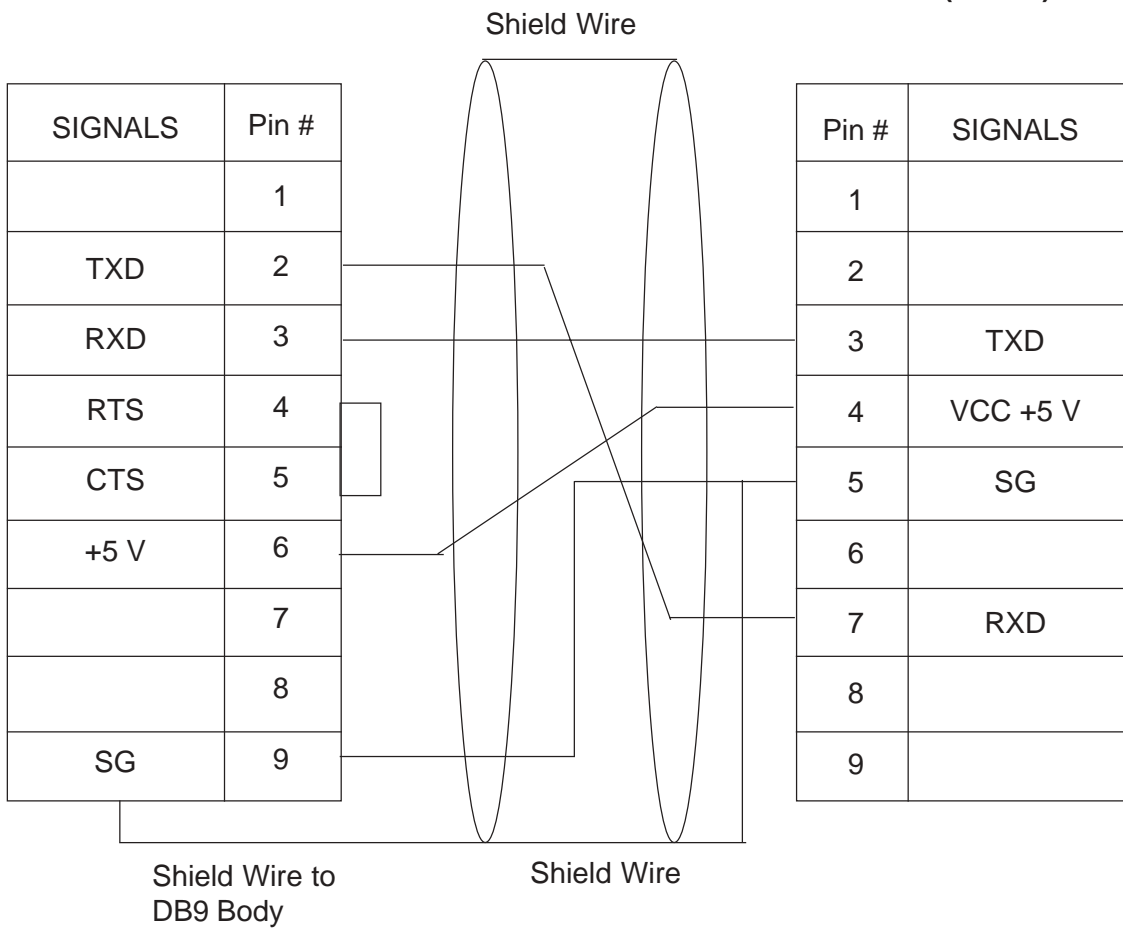 Shield Wire
SIGNALS Pin # Pin # SIGNALS
1 1
TXD 2 2
RXD 3 3 TXD
RTS 4 4 VCC +5 V
CTS 5 5 SG
+5 V 6 6
7 7 RXD
8 8
SG 9 9
Shield Wire to
DB9 Body
Shield Wire